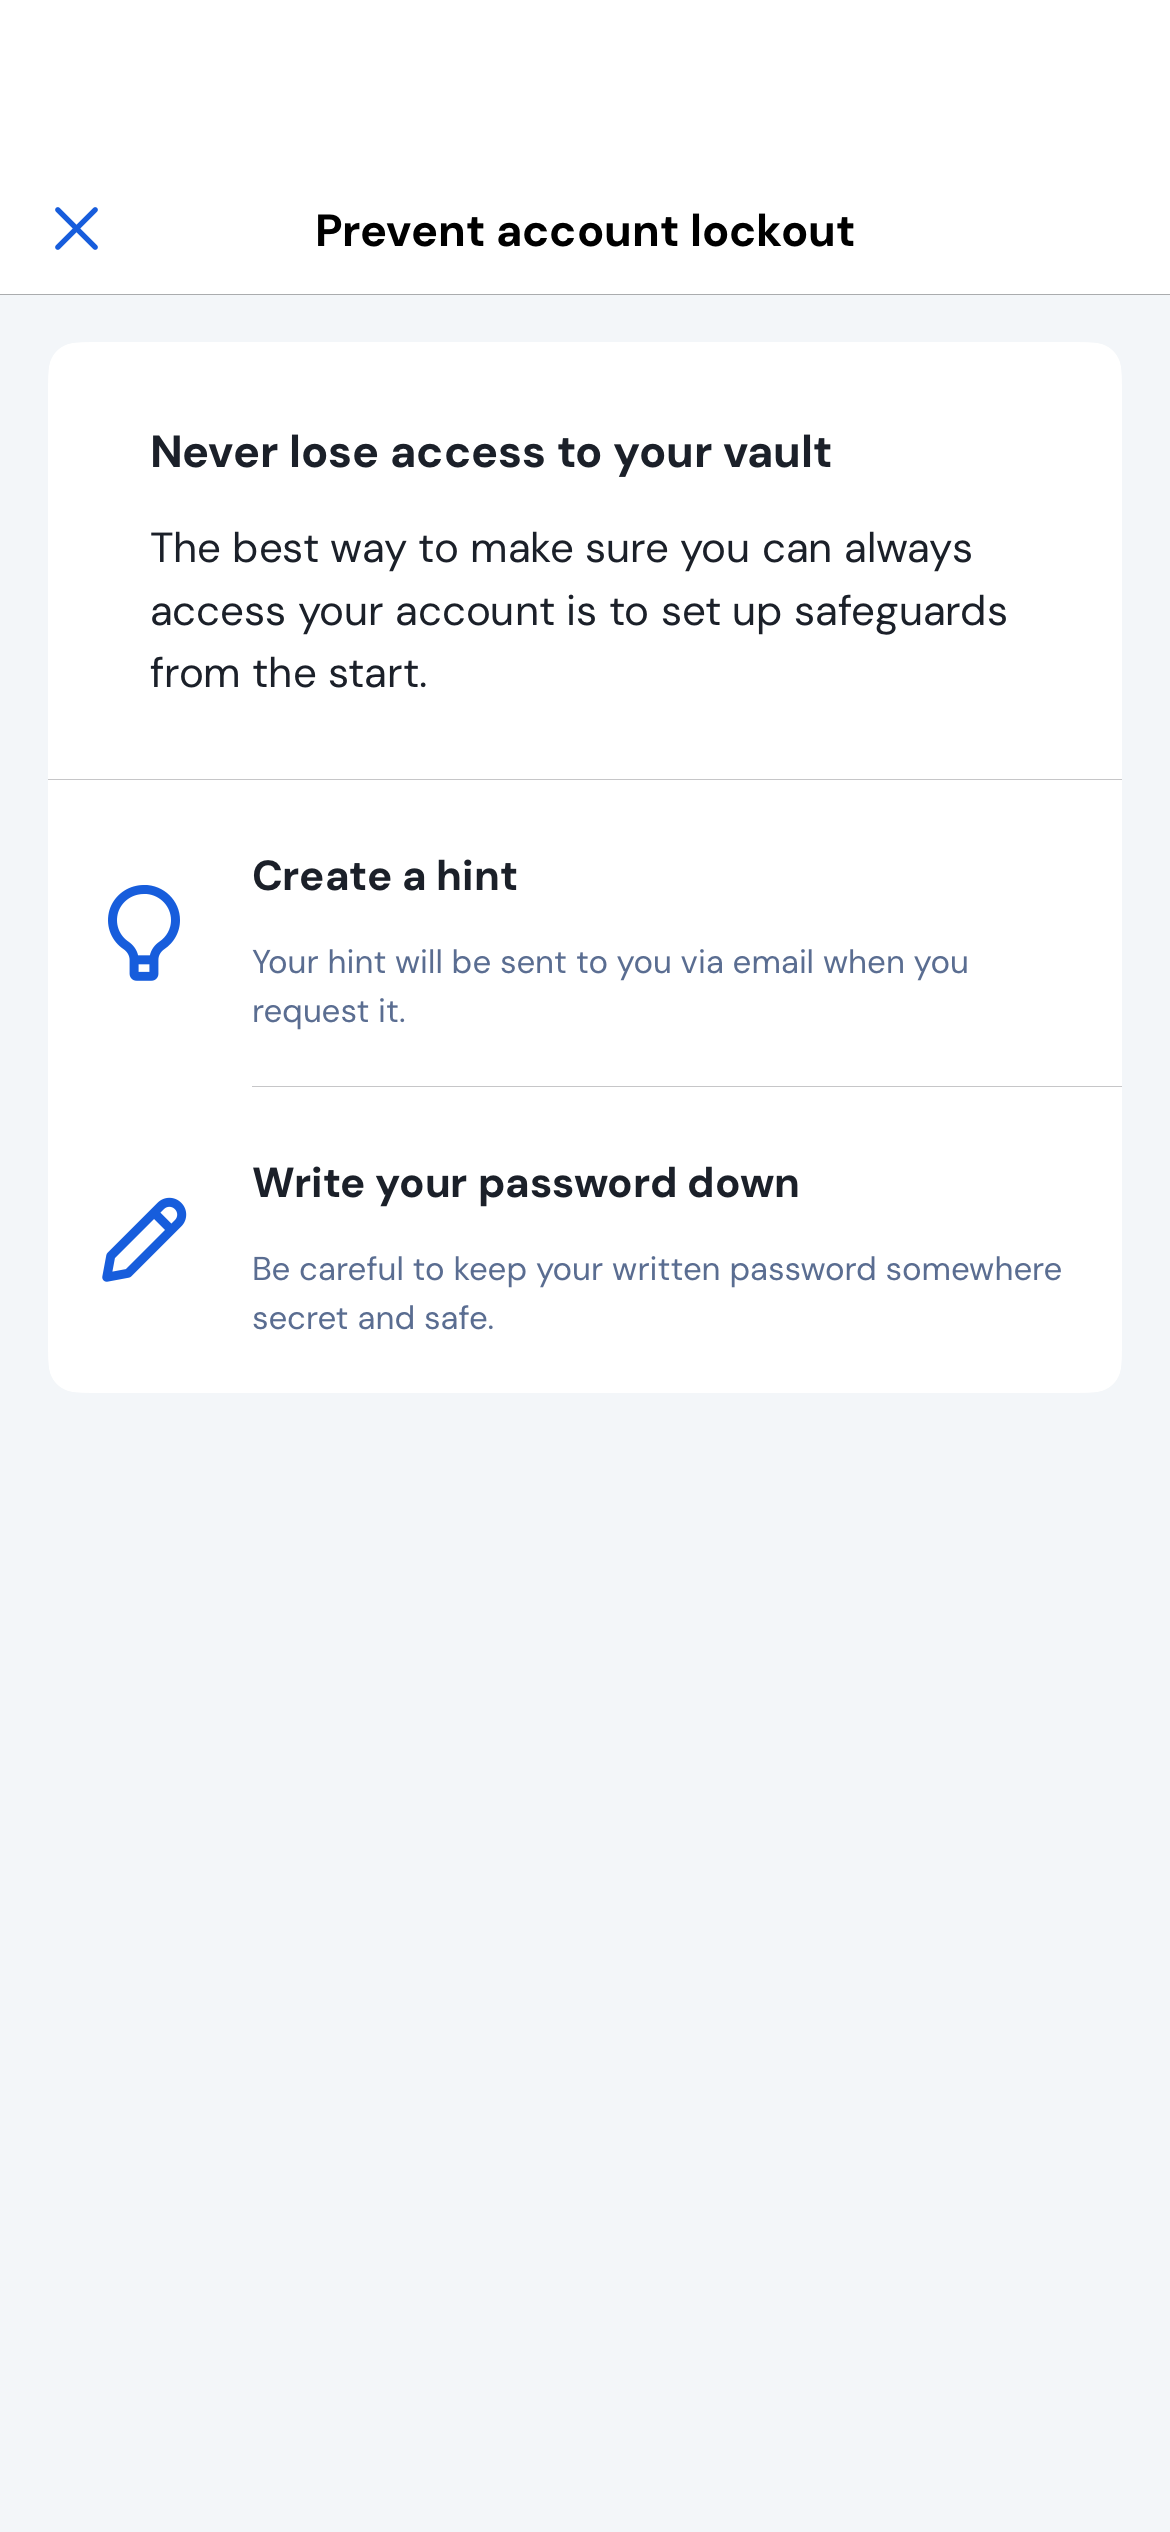 Prevent account lockout
Never lose access to your vault
The best way to make sure you can always
access your account is to set up safeguards
from the start.
Create a hint
Your hint will be sent to you via email when you
request it.
Write your password down
Be careful to keep your written password somewhere
secret and safe.